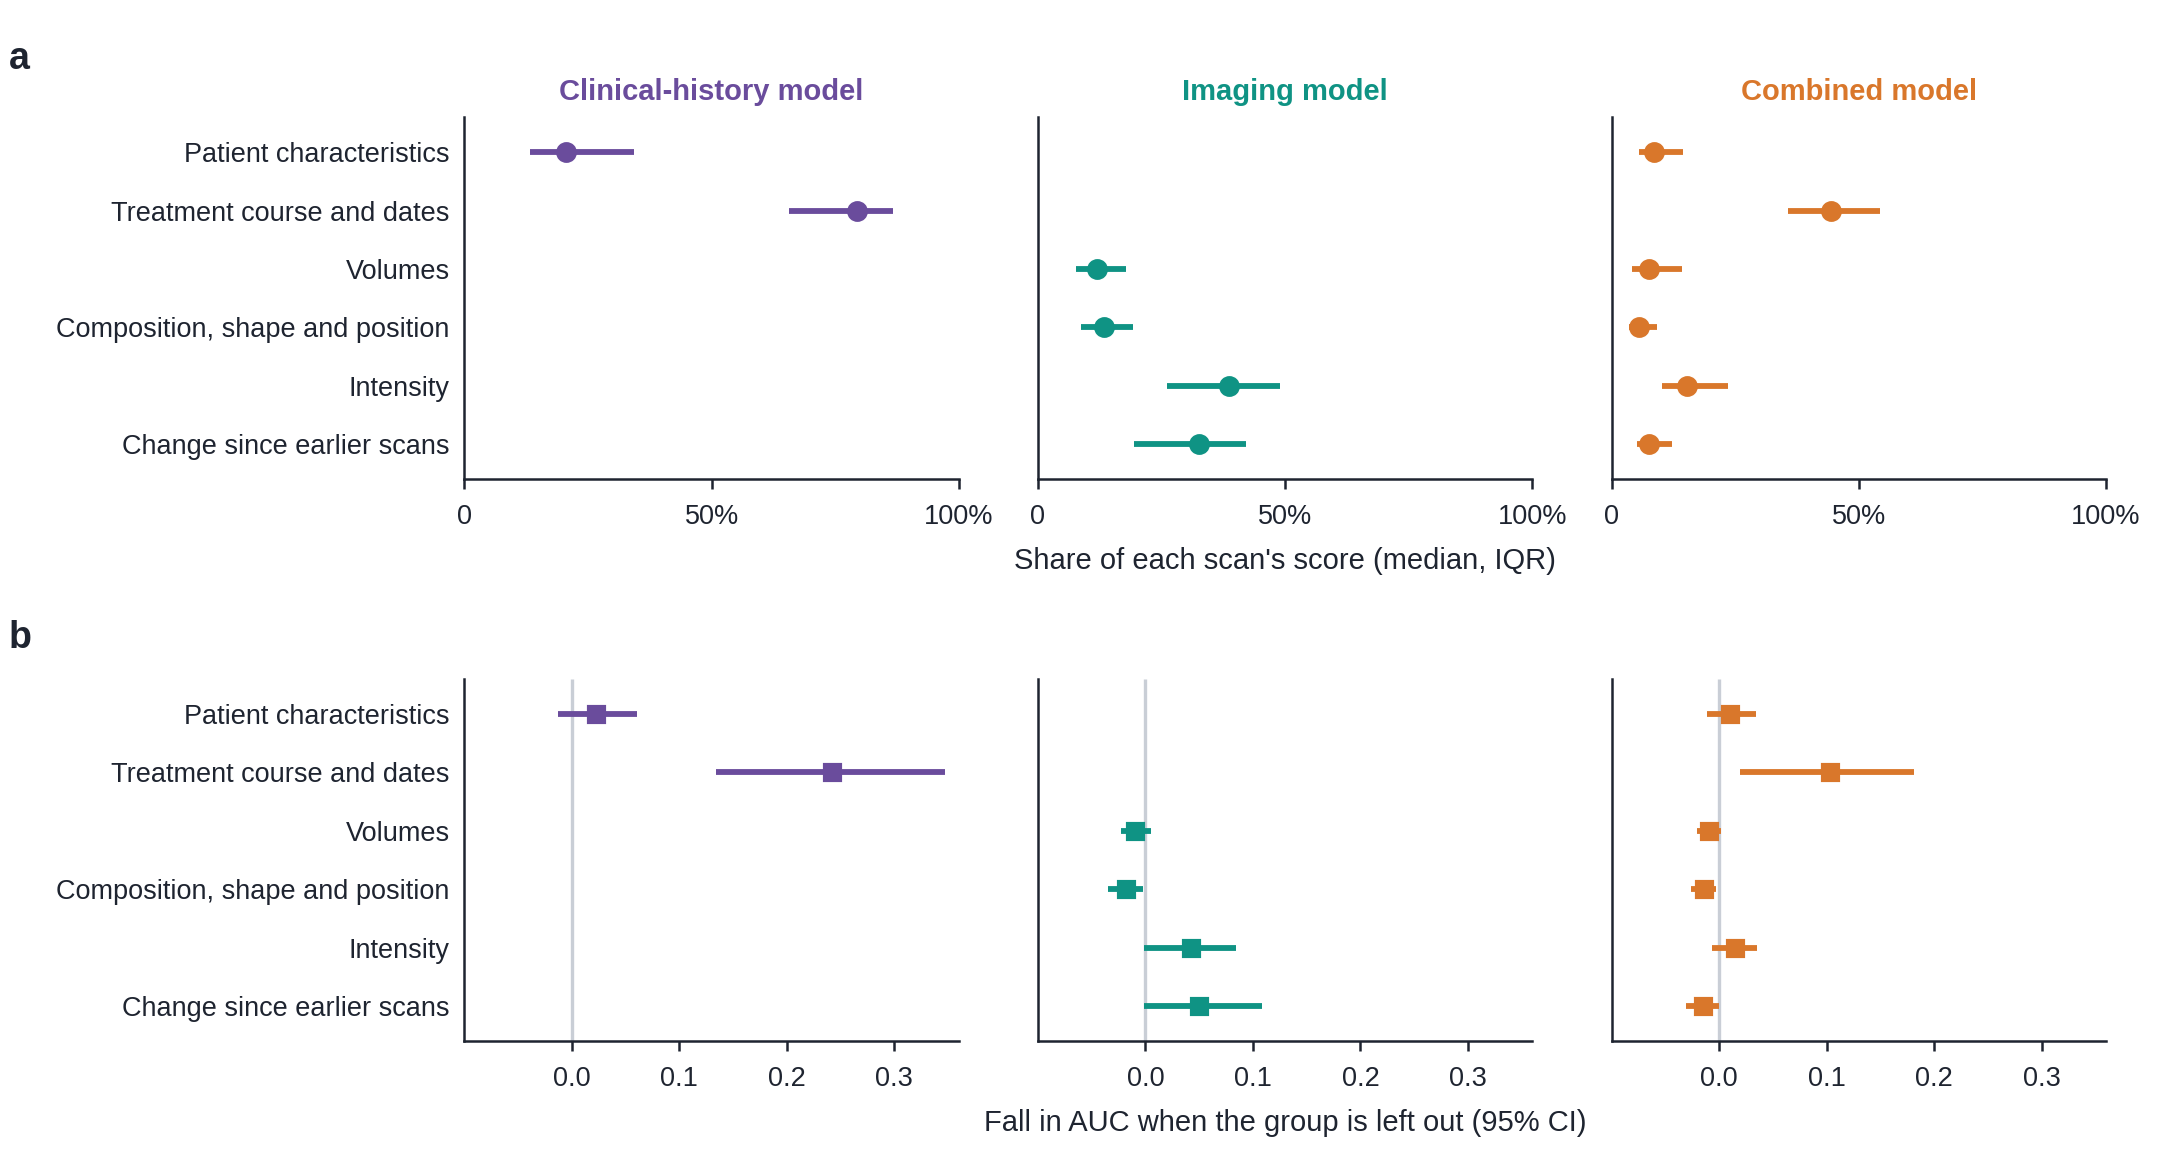 a
Clinical-history model
Imaging model
Combined model
Patient characteristics
Treatment course and dates
Volumes
Composition, shape and position
Intensity
Change since earlier scans
0 50% 100% 0 50% 100% 0 50% 100%
Share of each scan's score (median, IQR)
b
Patient characteristics
Treatment course and dates
Volumes
Composition, shape and position
Intensity
Change since earlier scans
0.0 0.1 0.2 0.3 0.0 0.1 0.2 0.3 0.0 0.1 0.2 0.3
Fall in AUC when the group is left out (95% CI)